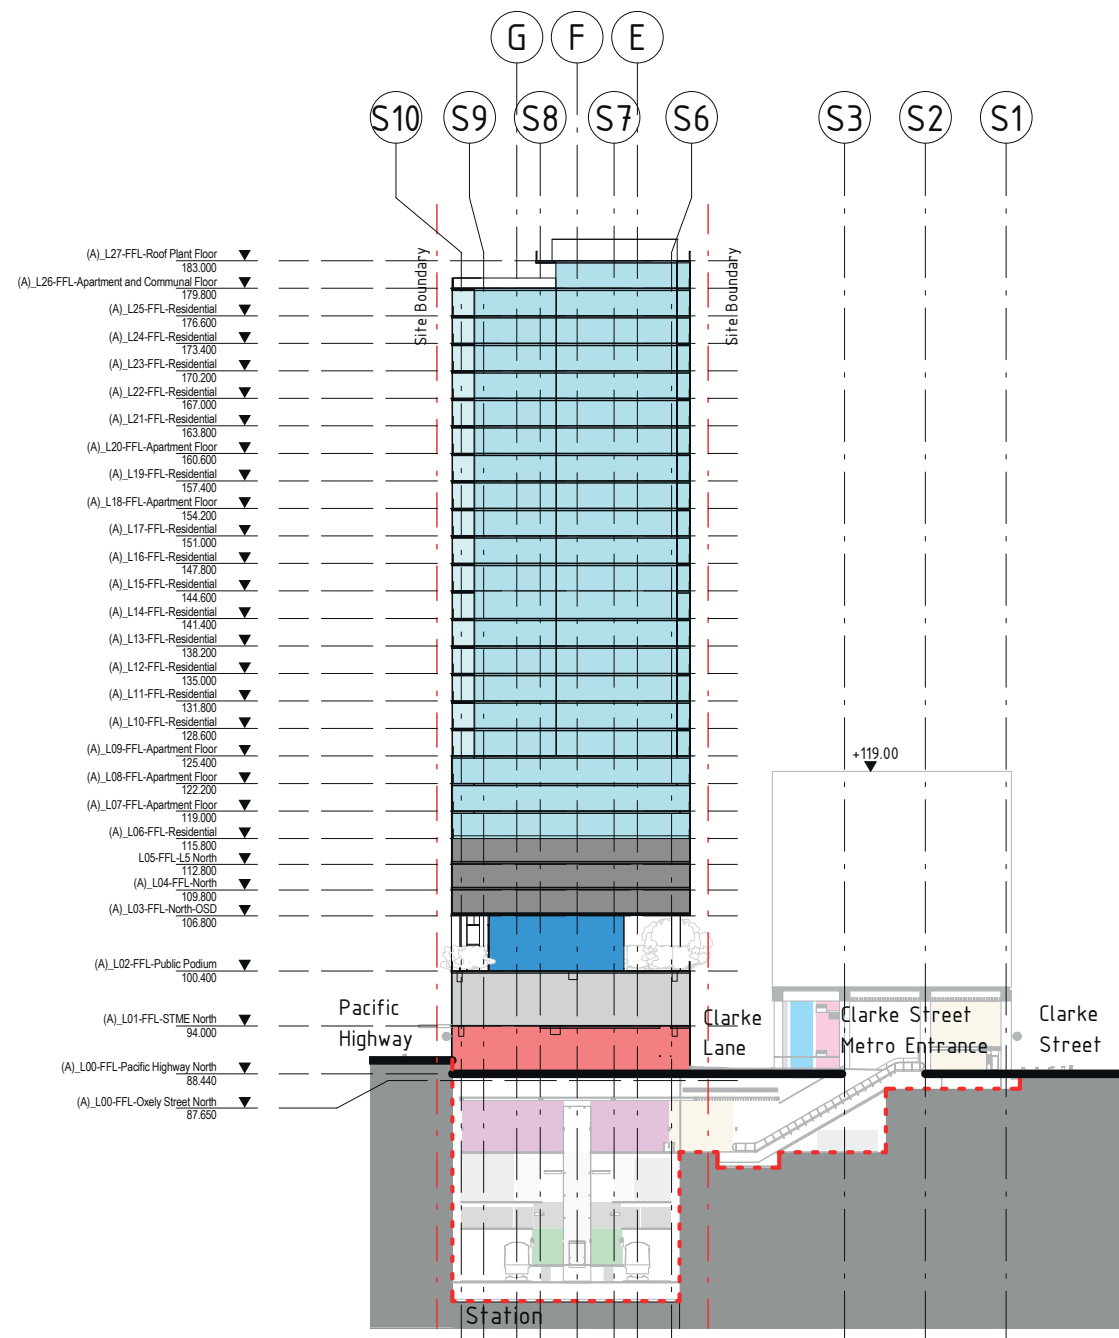 G F E
S10 S9 S8 S7 S6 S3 S2 S1
Site Boundary
Site Boundary
(A)_L27-FFL-Roof Plant Floor
183.000
(A)_L26-FFL-Apartment and Communal Floor
179.800
(A)_L25-FFL-Residential
176.600
(A)_L24-FFL-Residential
173.400
(A)_L23-FFL-Residential
170.200
(A)_L22-FFL-Residential
167.000
(A)_L21-FFL-Residential
163.800
(A)_L20-FFL-Apartment Floor
160.600
(A)_L19-FFL-Residential
157.400
(A)_L18-FFL-Apartment Floor
154.200
(A)_L17-FFL-Residential
151.000
(A)_L16-FFL-Residential
147.800
(A)_L15-FFL-Residential
144.600
(A)_L14-FFL-Residential
141.400
(A)_L13-FFL-Residential
138.200
(A)_L12-FFL-Residential
135.000
(A)_L11-FFL-Residential
131.800
(A)_L10-FFL-Residential
128.600
(A)_L09-FFL-Apartment Floor
125.400
(A)_L08-FFL-Apartment Floor
122.200
(A)_L07-FFL-Apartment Floor
119.000
(A)_L06-FFL-Residential
115.800
L05-FFL-L5 North
112.800
(A)_L04-FFL-North
109.800
(A)_L03-FFL-North-OSD
106.800
(A)_L02-FFL-Public Podium
100.400
(A)_L01-FFL-STME North
94.000
(A)_L00-FFL-Pacific Highway North
88.440
(A)_L00-FFL-Oxely Street North
87.650
+119.00
Pacific
Highway
Clarke
Lane
Clarke Street
Metro Entrance
Clarke
Street
Station